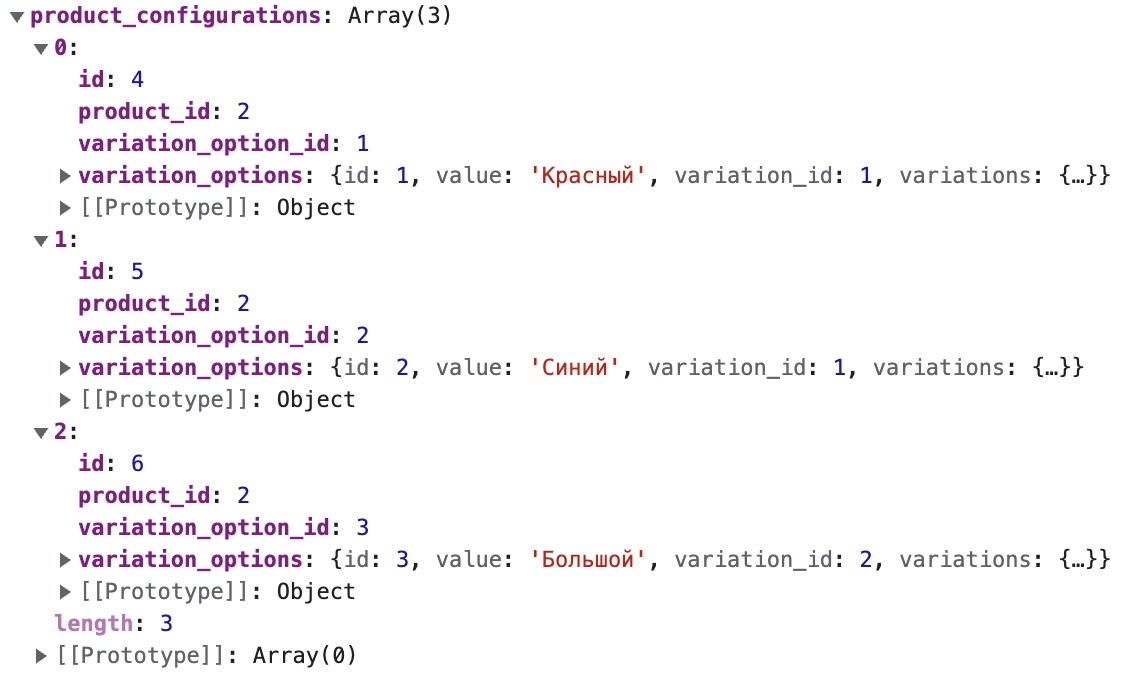 ▼product_configurations: Array(3)
▼0:
id: 4
product_id: 2
variation_option_id: 1
▶variation_options: {id: 1, value: 'Красный', variation_id: 1, variations: {…}}
▶[[Prototype]]: Object
▼1:
id: 5
product_id: 2
variation_option_id: 2
▶variation_options: {id: 2, value: 'Синий', variation_id: 1, variations: {…}}
▶[[Prototype]]: Object
▼2:
id: 6
product_id: 2
variation_option_id: 3
▶variation_options: {id: 3, value: 'Большой', variation_id: 2, variations: {…}}
▶[[Prototype]]: Object
length: 3
▶[[Prototype]]: Array(0)